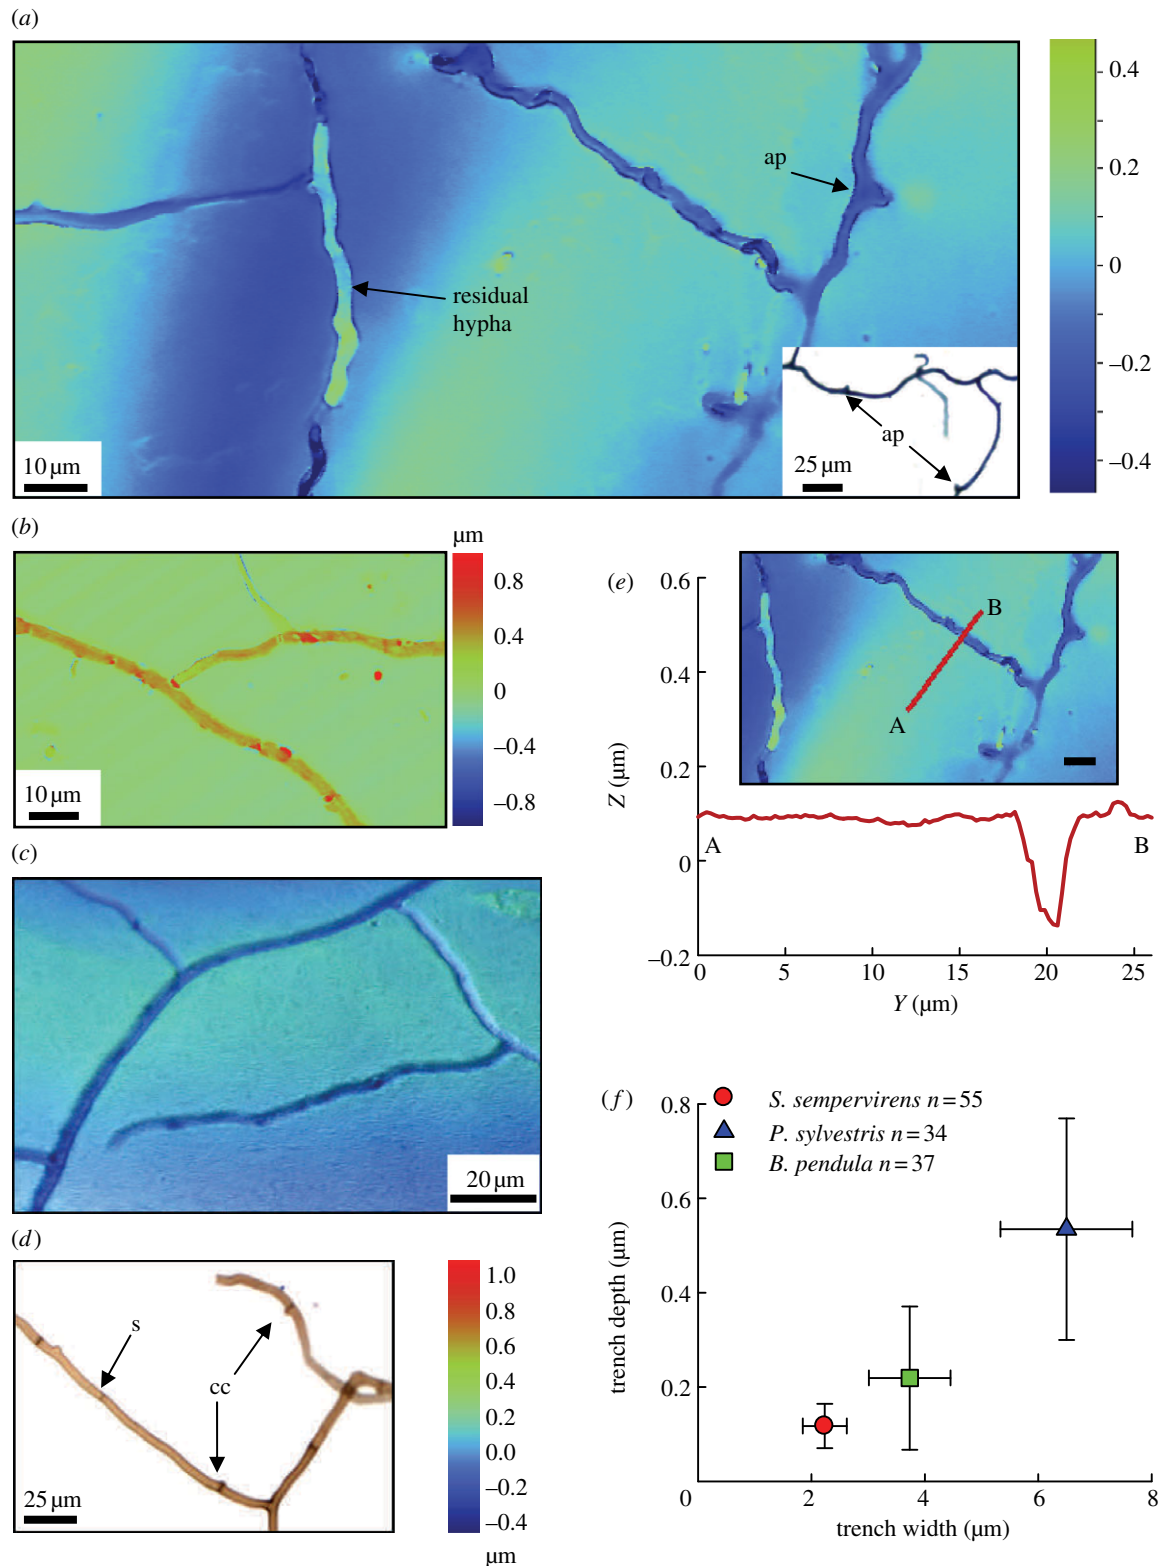 (a)
ap
residual
hypha
10 µm
ap
25 µm
0.4
0.2
0
–0.2
–0.4
(b)
µm
0.8
0.4
0
–0.4
–0.8
10 µm
(c)
20 µm
(d)
s
cc
25 µm
1.0
0.8
0.6
0.4
0.2
0.0
–0.2
–0.4
µm
(e)
0.6
0.4
0.2
0
–0.2
Z (µm)
B
A
A
B
0 5 10 15 20 25
Y (µm)
(f)
S. sempervirens n = 55
P. sylvestris n = 34
B. pendula n = 37
0.8
0.6
0.4
0.2
trench depth (µm)
0 2 4 6 8
trench width (µm)